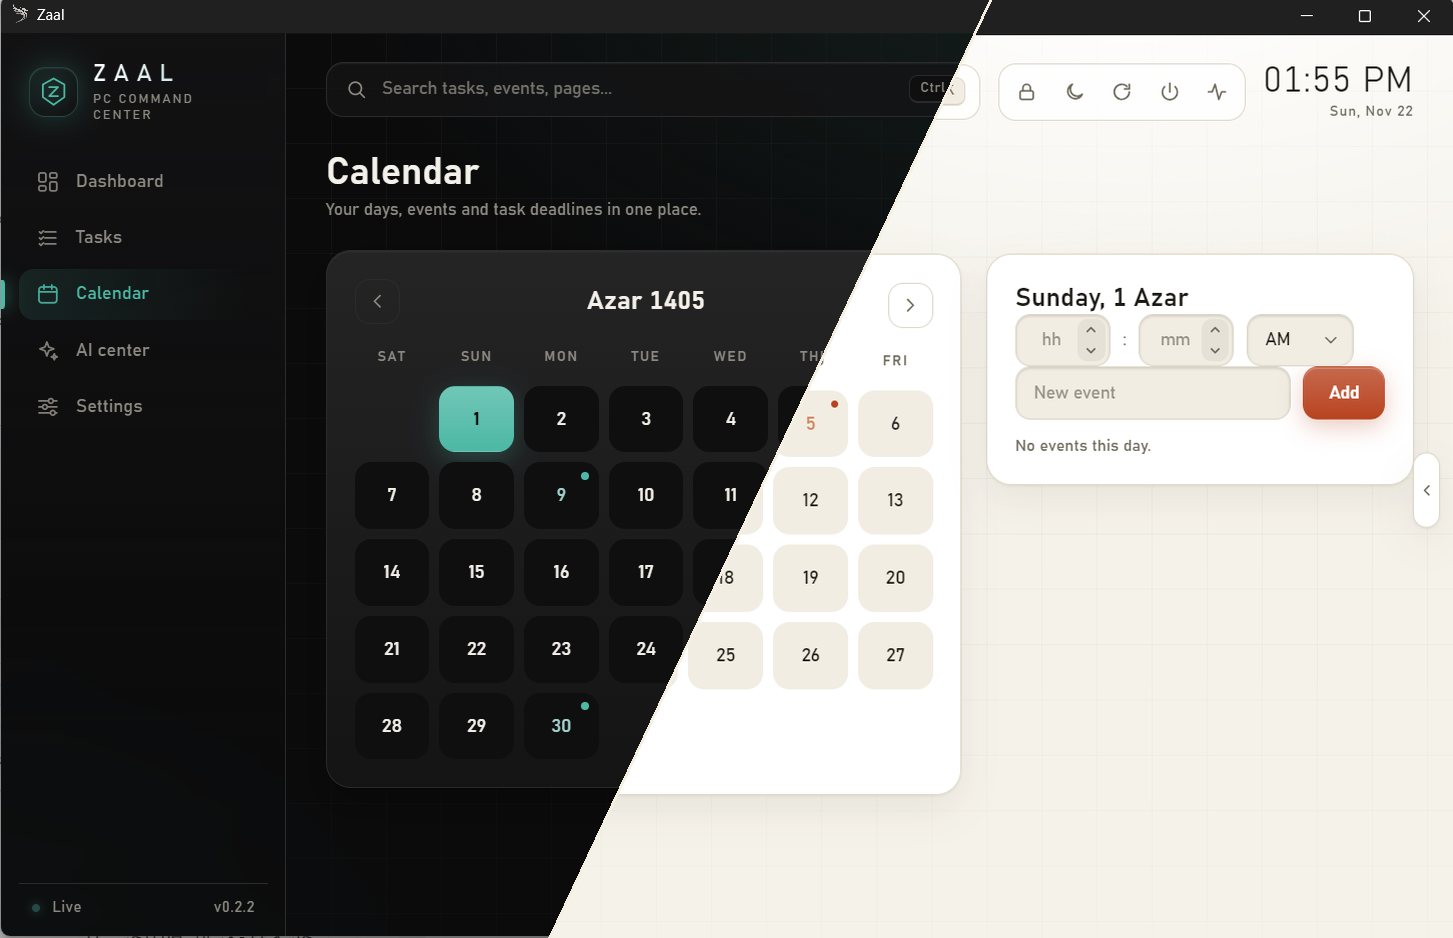 Zaal
ZAAL
PC COMMAND
CENTER
Dashboard
Tasks
Calendar
AI center
Settings
Live v0.2.2
Search tasks, events, pages... Ctrl K
01:55 PM
Sun, Nov 22
Calendar
Your days, events and task deadlines in one place.
Azar 1405
SAT SUN MON TUE WED THU FRI
1 2 3 4 5 6
7 8 9 10 11 12 13
14 15 16 17 18 19 20
21 22 23 24 25 26 27
28 29 30
Sunday, 1 Azar
hh : mm AM
New event Add
No events this day.